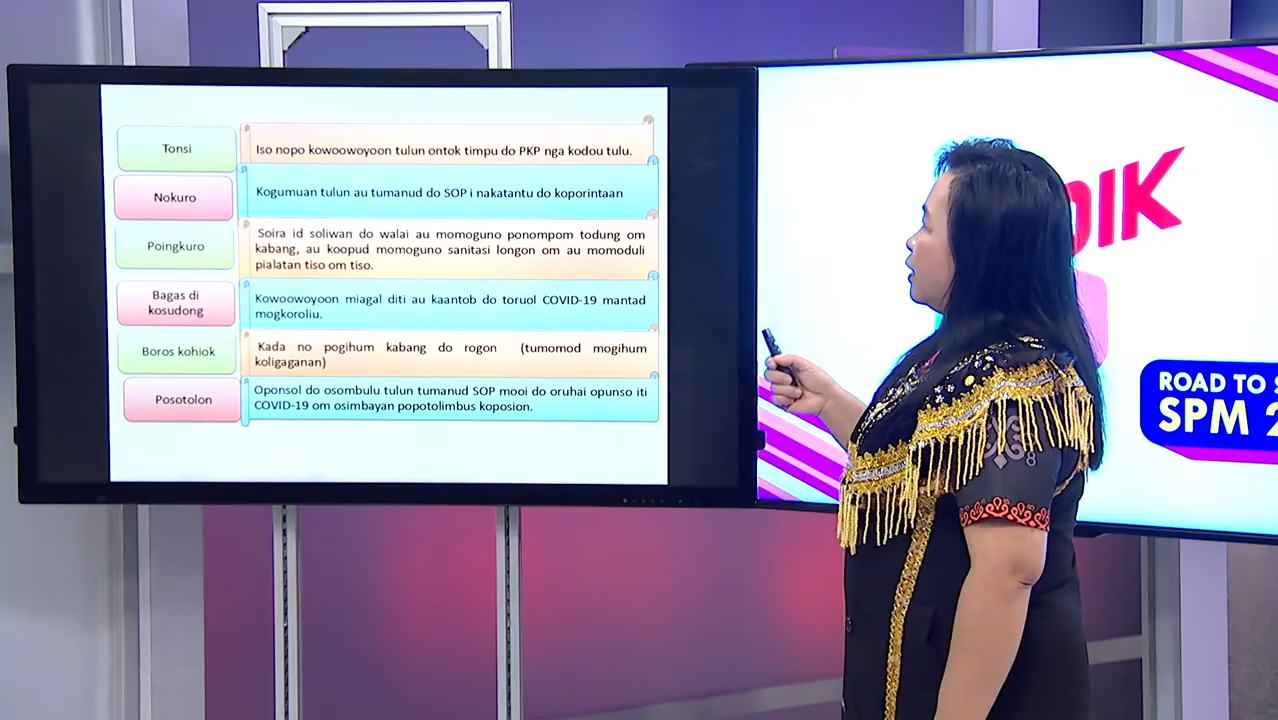 Tonsi
Iso nopo kowoowoyoon tulun ontok timpu do PKP nga kodou tulu.
Nokuro
Kogumuan tulun au tumanud do SOP i nakatantu do koporintaan
Poingkuro
Soira id soliwan do walai au momoguno ponompom todung om
kabang, au koopud momoguno sanitasi longon om au momoduli
pialatan tiso om tiso.
Bagas di
kosudong
Kowoowoyoon miagal diti au kaantob do toruol COVID-19 mantad
mogkoroliu.
Boros kohiok
Kada no pogihum kabang do rogon (tumomod mogihum
koligaganan)
Posotolon
Oponsol do osombulu tulun tumanud SOP mooi do oruhai opunso iti
COVID-19 om osimbayan popotolimbus koposion.
DIK
ROAD TO
SPM 2
8